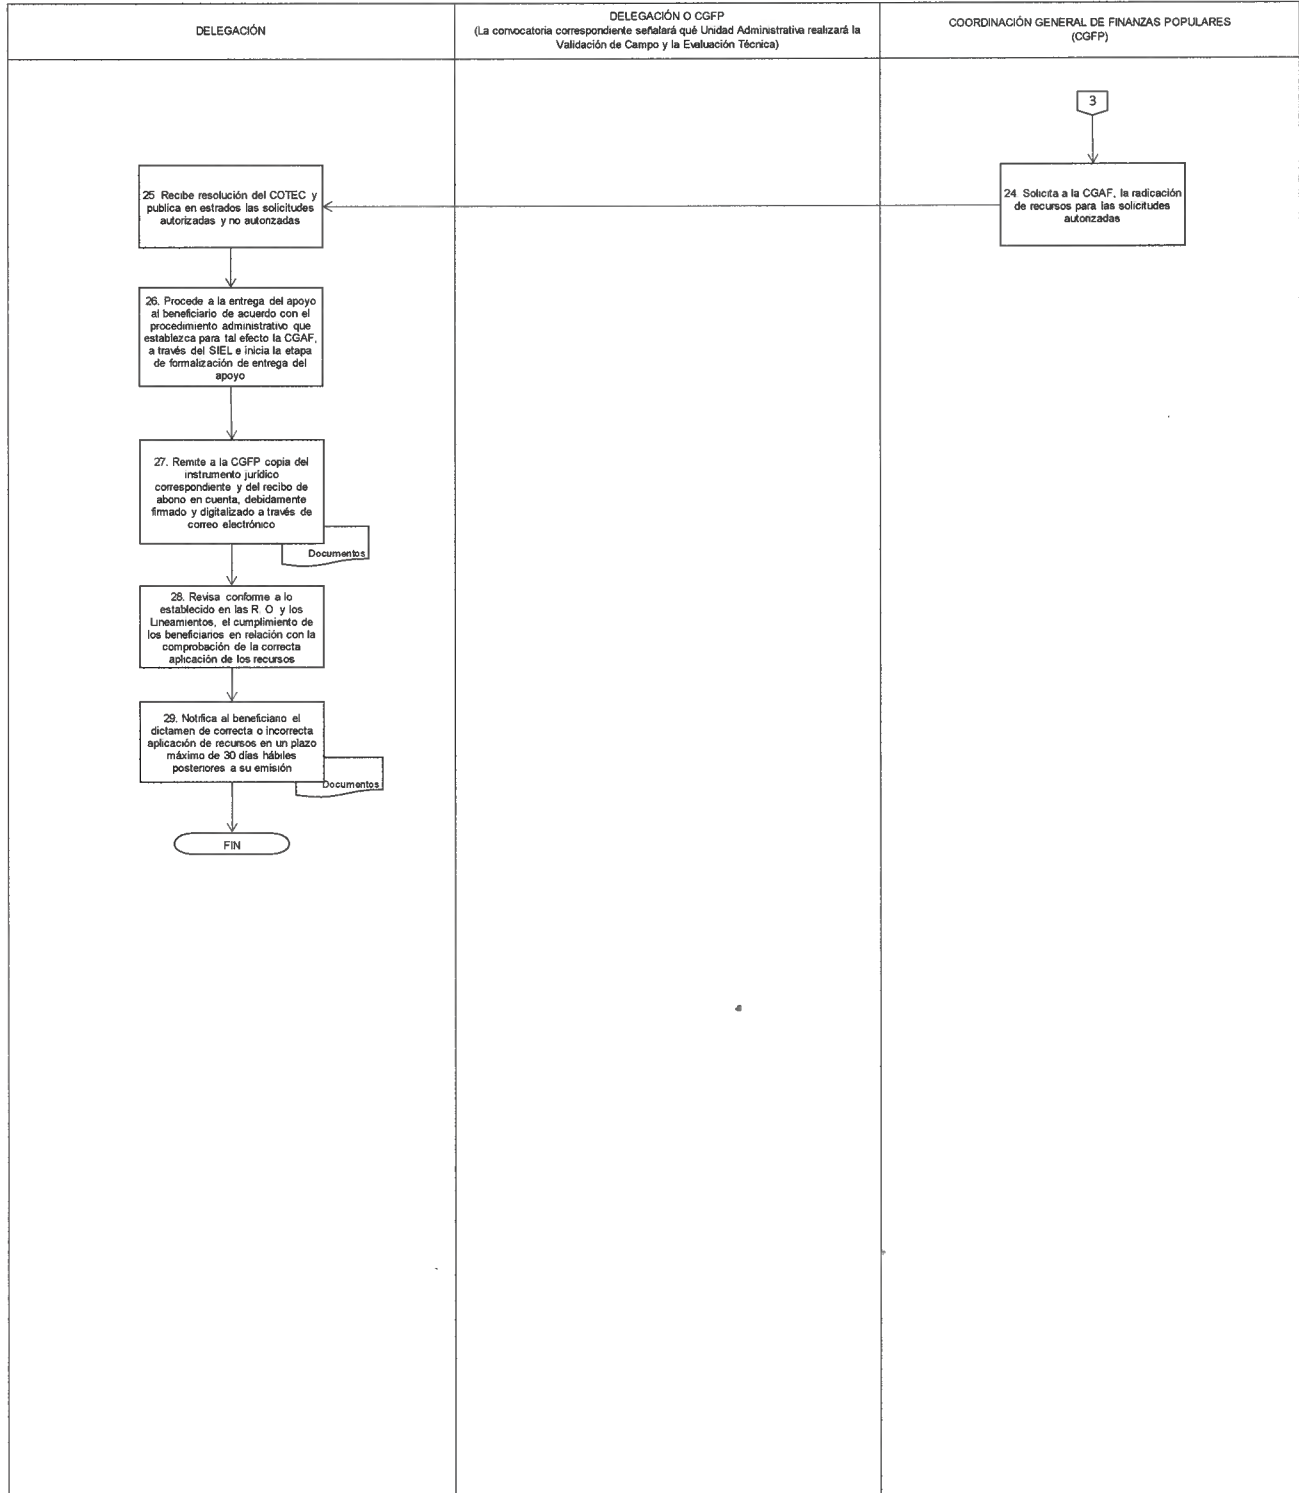 DELEGACIÓN
DELEGACIÓN O CGFP
(La convocatoria correspondiente señalará qué Unidad Administrativa realizará la
Validación de Campo y la Evaluación Técnica)
COORDINACIÓN GENERAL DE FINANZAS POPULARES
(CGFP)
3
24. Solicita a la CGAF, la radicación
de recursos para las solicitudes
autorizadas
25 Recibe resolución del COTEC y
publica en estrados las solicitudes
autorizadas y no autorizadas
26. Procede a la entrega del apoyo
al beneficiario de acuerdo con el
procedimiento administrativo que
establezca para tal efecto la CGAF,
a través del SIEL e inicia la etapa
de formalización de entrega del
apoyo
27. Remite a la CGFP copia del
instrumento jurídico
correspondiente y del recibo de
abono en cuenta, debidamente
firmado y digitalizado a través de
correo electrónico
Documentos
28. Revisa conforme a lo
establecido en las R. O y los
Lineamientos, el cumplimiento de
los beneficiarios en relación con la
comprobación de la correcta
aplicación de los recursos
29. Notifica al beneficiario el
dictamen de correcta o incorrecta
aplicación de recursos en un plazo
máximo de 30 días hábiles
posteriores a su emisión
Documentos
FIN